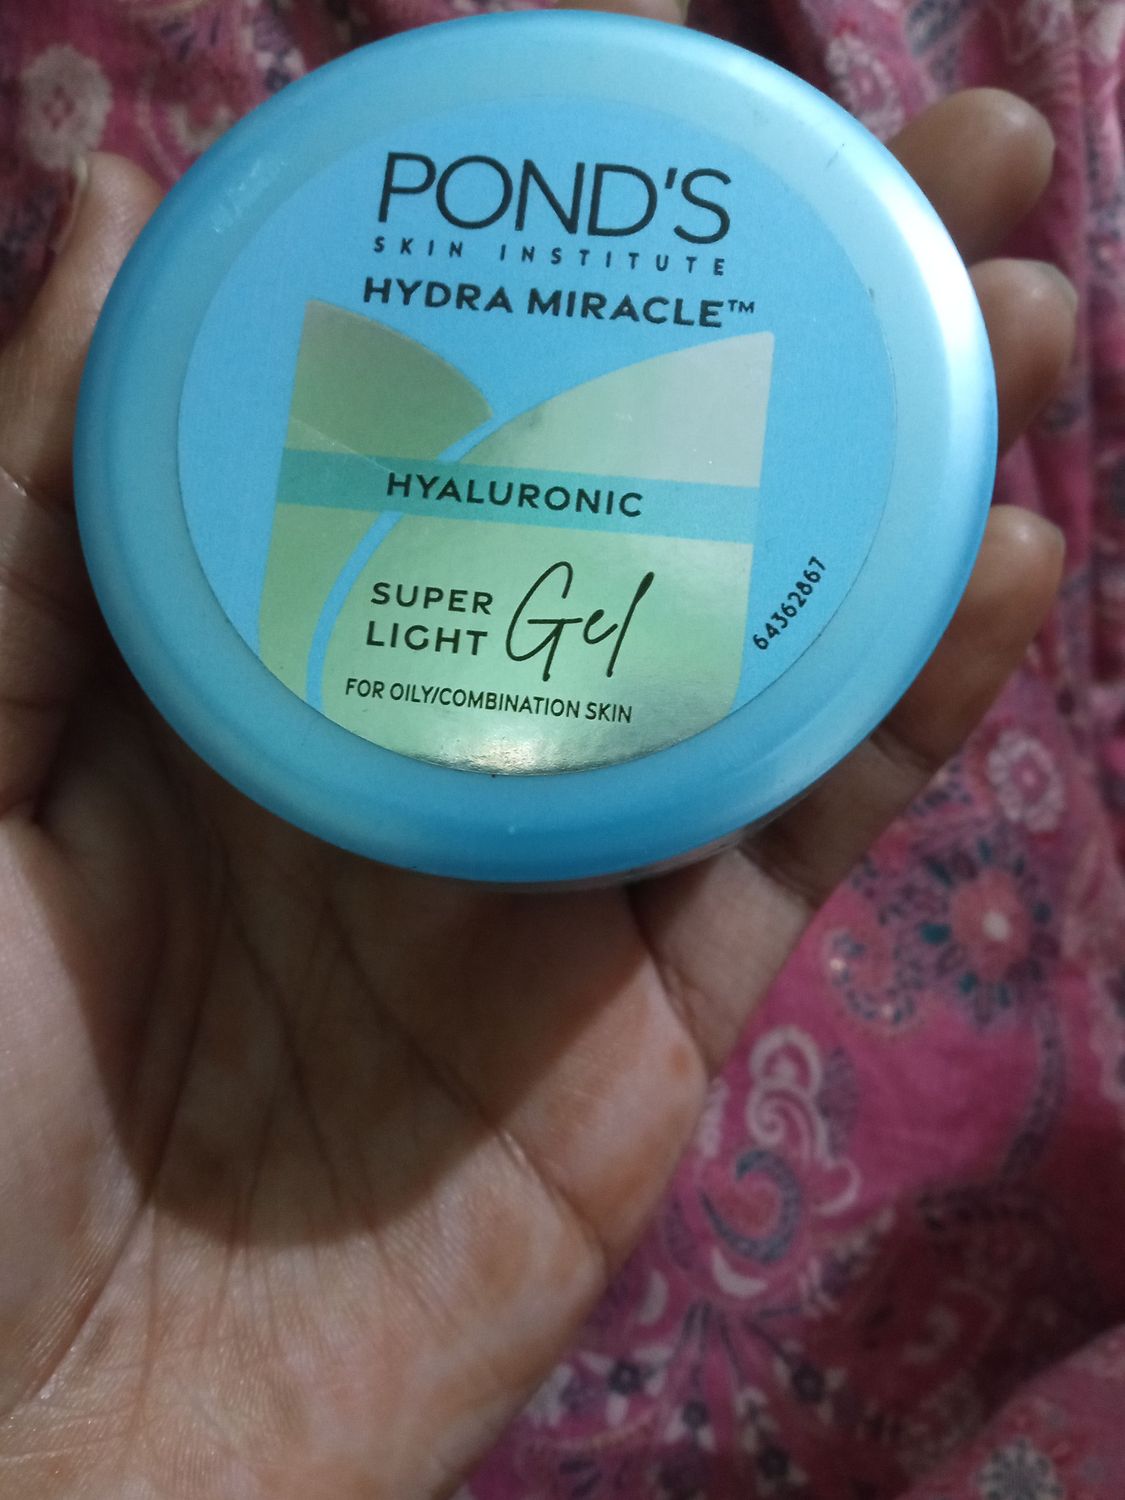 POND'S
SKIN INSTITUTE
HYDRA MIRACLE™
HYALURONIC
SUPER LIGHT Gel
FOR OILY/COMBINATION SKIN
64362867